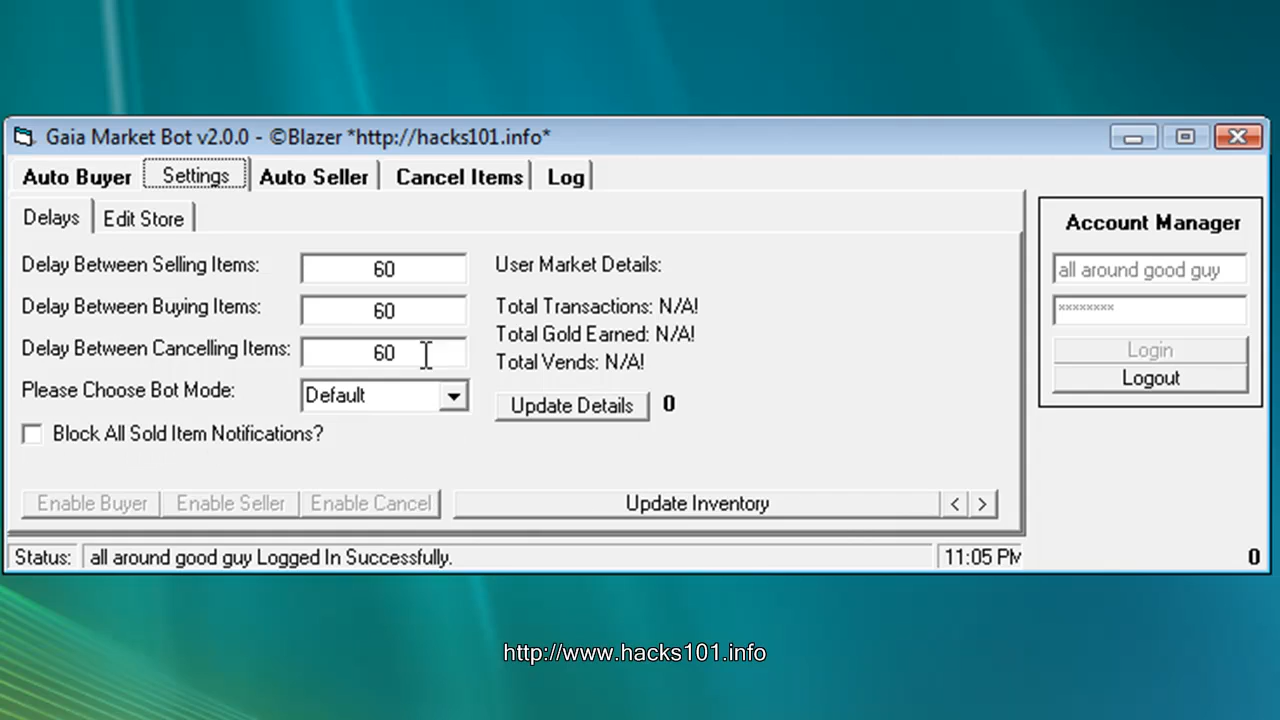 Gaia Market Bot v2.0.0 - ©Blazer *http://hacks101.info*
Auto Buyer Settings Auto Seller Cancel Items Log
Delays Edit Store
Delay Between Selling Items: 60
Delay Between Buying Items: 60
Delay Between Cancelling Items: 60
Please Choose Bot Mode: Default
Block All Sold Item Notifications?
User Market Details:
Total Transactions: N/A!
Total Gold Earned: N/A!
Total Vends: N/A!
Update Details 0
Enable Buyer Enable Seller Enable Cancel Update Inventory < >
Account Manager
all around good guy
********
Login
Logout
Status: all around good guy Logged In Successfully. 11:05 PM 0
http://www.hacks101.info